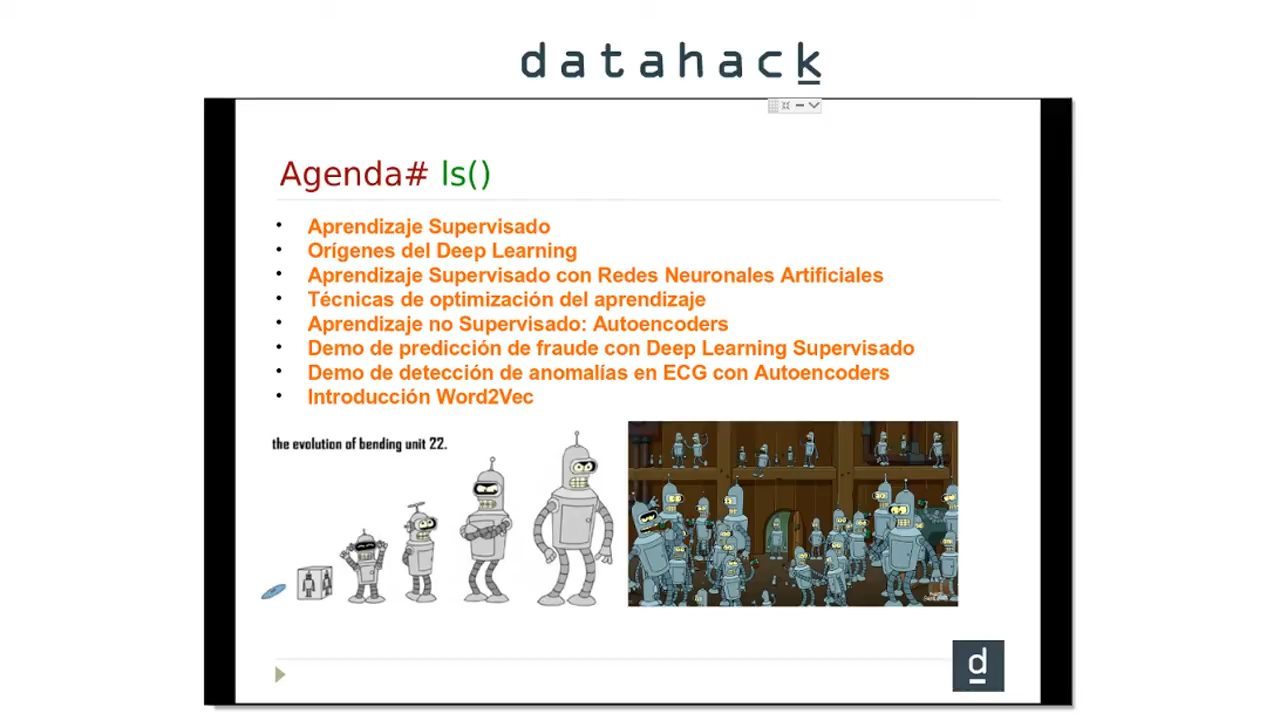 datahack
Agenda# ls()
• Aprendizaje Supervisado
• Orígenes del Deep Learning
• Aprendizaje Supervisado con Redes Neuronales Artificiales
• Técnicas de optimización del aprendizaje
• Aprendizaje no Supervisado: Autoencoders
• Demo de predicción de fraude con Deep Learning Supervisado
• Demo de detección de anomalías en ECG con Autoencoders
• Introducción Word2Vec
the evolution of bending unit 22.
d